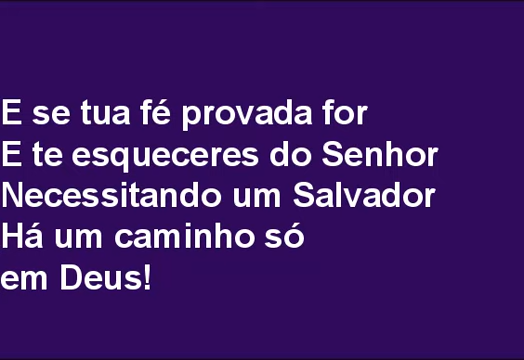 E se tua fé provada for
E te esqueceres do Senhor
Necessitando um Salvador
Há um caminho só
em Deus!